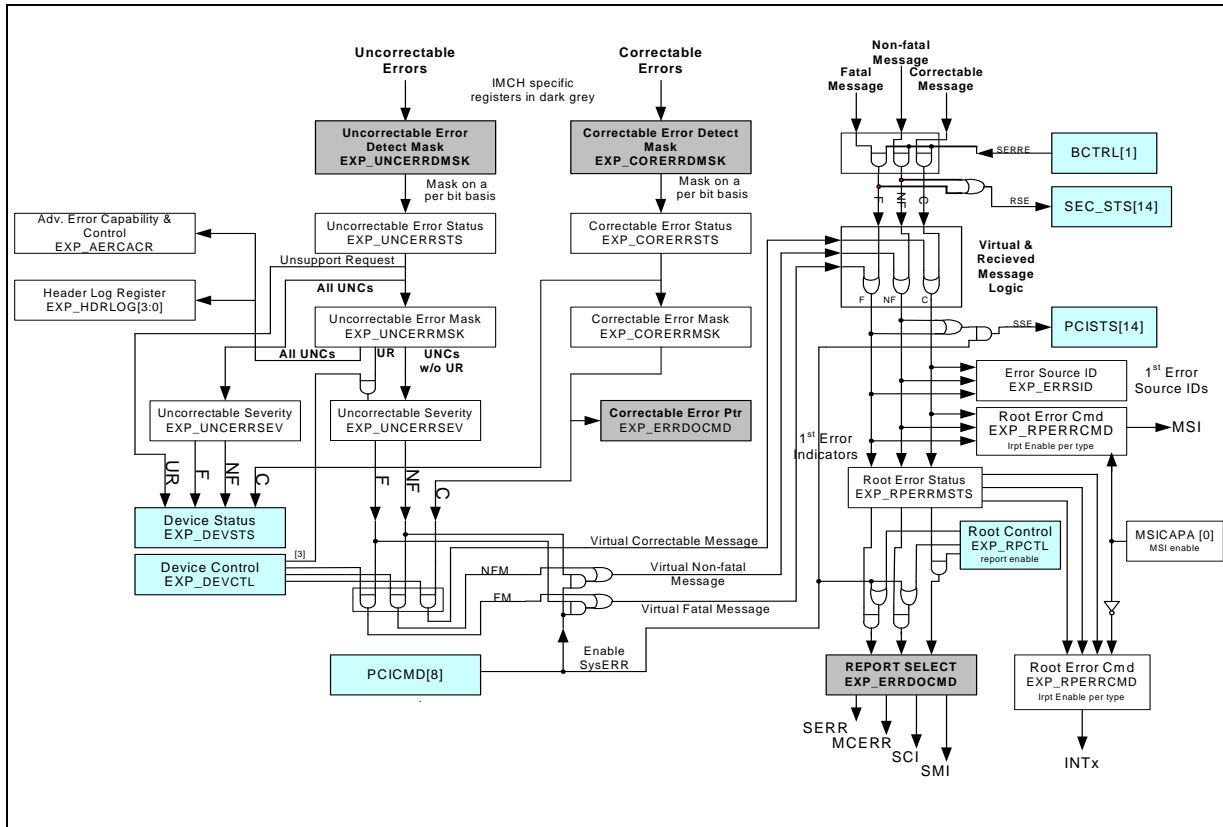 Uncorrectable
Errors
Correctable
Errors
IMCH specific
registers in dark grey
Non-fatal
Message
Fatal
Message
Correctable
Message
Uncorrectable Error
Detect Mask
EXP_UNCERRDMSK
Correctable Error Detect
Mask
EXP_CORERRDMSK
SERRE
BCTRL[1]
Mask on a
per bit basis
Mask on a
per bit basis
F
NF
C
RSE
SEC_STS[14]
Adv. Error Capability &
Control
EXP_AERCACR
Uncorrectable Error Status
EXP_UNCERRSTS
Correctable Error Status
EXP_CORERRSTS
Unsupport Request
All UNCs
Virtual &
Recieved
Message
Logic
Header Log Register
EXP_HDRLOG[3:0]
Uncorrectable Error Mask
EXP_UNCERRMSK
Correctable Error Mask
EXP_CORERRMSK
F
NF
C
SSE
PCISTS[14]
All UNCs
UR
UNCs
w/o UR
Error Source ID
EXP_ERRSID
1st Error
Source IDs
Uncorrectable Severity
EXP_UNCERRSEV
Uncorrectable Severity
EXP_UNCERRSEV
Correctable Error Ptr
EXP_ERRDOCMD
Root Error Cmd
EXP_RPERRCMD
Irpt Enable per type
MSI
1st Error
Indicators
UR
F
NF
C
F
NF
C
Root Error Status
EXP_RPERRMSTS
Device Status
EXP_DEVSTS
Virtual Correctable Message
Root Control
EXP_RPCTL
report enable
MSICAPA [0]
MSI enable
[3]
Device Control
EXP_DEVCTL
NFM
Virtual Non-fatal
Message
FM
Virtual Fatal Message
Enable
SysERR
PCICMD[8]
REPORT SELECT
EXP_ERRDOCMD
Root Error Cmd
EXP_RPERRCMD
Irpt Enable per type
SERR
MCERR
SCI
SMI
INTx